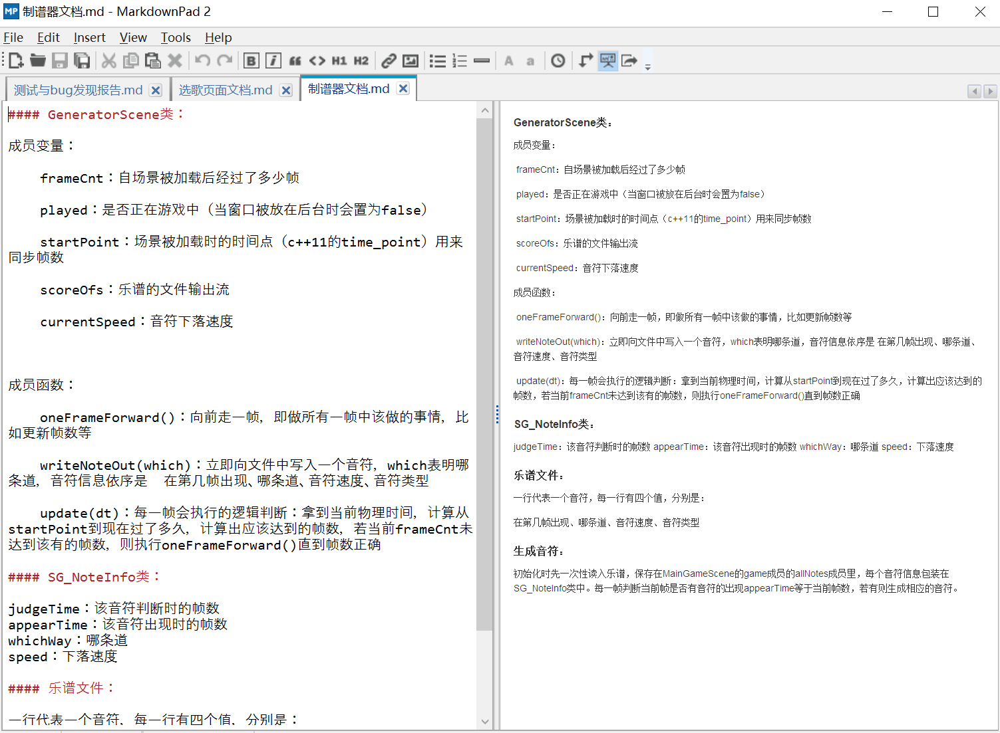 制谱器文档.md - MarkdownPad 2
File Edit Insert View Tools Help
B i H1 H2 A a
测试与bug发现报告.md 选歌页面文档.md 制谱器文档.md
#### GeneratorScene类：
成员变量：
frameCnt：自场景被加载后经过了多少帧
played：是否正在游戏中（当窗口被放在后台时会置为false）
startPoint：场景被加载时的时间点（c++11的time_point）用来
同步帧数
scoreOfs：乐谱的文件输出流
currentSpeed：音符下落速度
成员函数：
oneFrameForward()：向前走一帧，即做所有一帧中该做的事情，比
如更新帧数等
writeNoteOut(which)：立即向文件中写入一个音符，which表明哪
条道，音符信息依序是 在第几帧出现、哪条道、音符速度、音符类型
update(dt)：每一帧会执行的逻辑判断：拿到当前物理时间，计算从
startPoint到现在过了多久，计算出应该达到的帧数，若当前frameCnt未
达到该有的帧数，则执行oneFrameForward()直到帧数正确
#### SG_NoteInfo类：
judgeTime：该音符判断时的帧数
appearTime：该音符出现时的帧数
whichWay：哪条道
speed：下落速度
#### 乐谱文件：
一行代表一个音符，每一行有四个值，分别是：
GeneratorScene类：
成员变量：
frameCnt：自场景被加载后经过了多少帧
played：是否正在游戏中（当窗口被放在后台时会置为false）
startPoint：场景被加载时的时间点（c++11的time_point）用来同步帧数
scoreOfs：乐谱的文件输出流
currentSpeed：音符下落速度
成员函数：
oneFrameForward()：向前走一帧，即做所有一帧中该做的事情，比如更新帧数等
writeNoteOut(which)：立即向文件中写入一个音符，which表明哪条道，音符信息依序是 在第几帧出现、哪条道、
音符速度、音符类型
update(dt)：每一帧会执行的逻辑判断：拿到当前物理时间，计算从startPoint到现在过了多久，计算出应该达到的
帧数，若当前frameCnt未达到该有的帧数，则执行oneFrameForward()直到帧数正确
SG_NoteInfo类：
judgeTime：该音符判断时的帧数 appearTime：该音符出现时的帧数 whichWay：哪条道 speed：下落速度
乐谱文件：
一行代表一个音符，每一行有四个值，分别是：
在第几帧出现、哪条道、音符速度、音符类型
生成音符：
初始化时先一次性读入乐谱，保存在MainGameScene的game成员的allNotes成员里，每个音符信息包装在
SG_NoteInfo类中。每一帧判断当前帧是否有音符的出现appearTime等于当前帧数，若有则生成相应的音符。